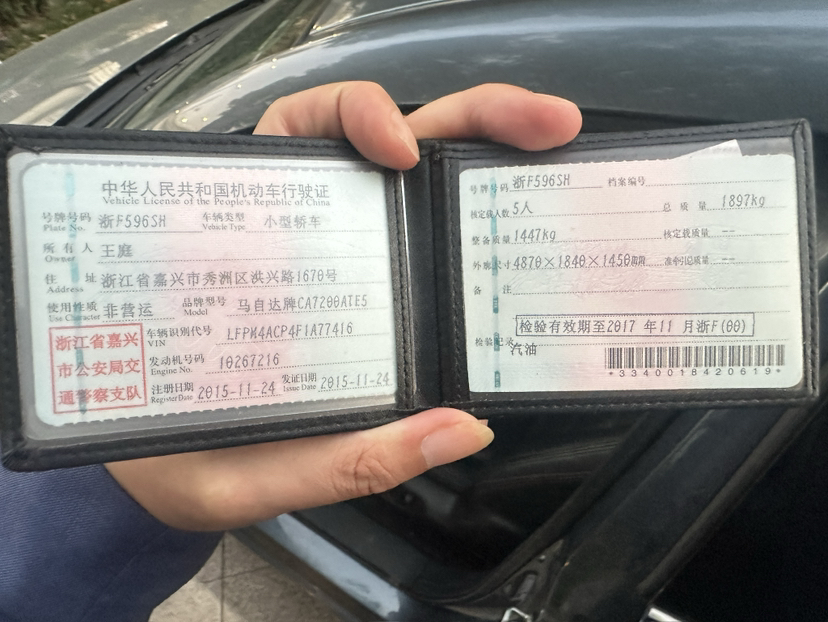 中华人民共和国机动车行驶证
Vehicle License of the People's Republic of China
号牌号码 浙F596SH 车辆类型 小型轿车
Plate No. Vehicle Type
所有人 王庭
Owner
住址 浙江省嘉兴市秀洲区洪兴路1670号
Address
使用性质 非营运 品牌型号 马自达牌CA7200ATE5
Use Character Model
浙江省嘉兴
市公安局交
通警察支队
车辆识别代号 LFPM4ACP4F1A77416
VIN
发动机号码 10267216
Engine No.
注册日期 2015-11-24 发证日期 2015-11-24
Register Date Issue Date
号牌号码 浙F596SH 档案编号
核定载人数 5人 总质量 1897kg
整备质量 1447kg 核定载质量 --
外廓尺寸 4870×1840×1450mm 准牵引总质量 --
备注
检验有效期至2017 年11 月浙F(00)
检验记录
汽油
*3340018420619*